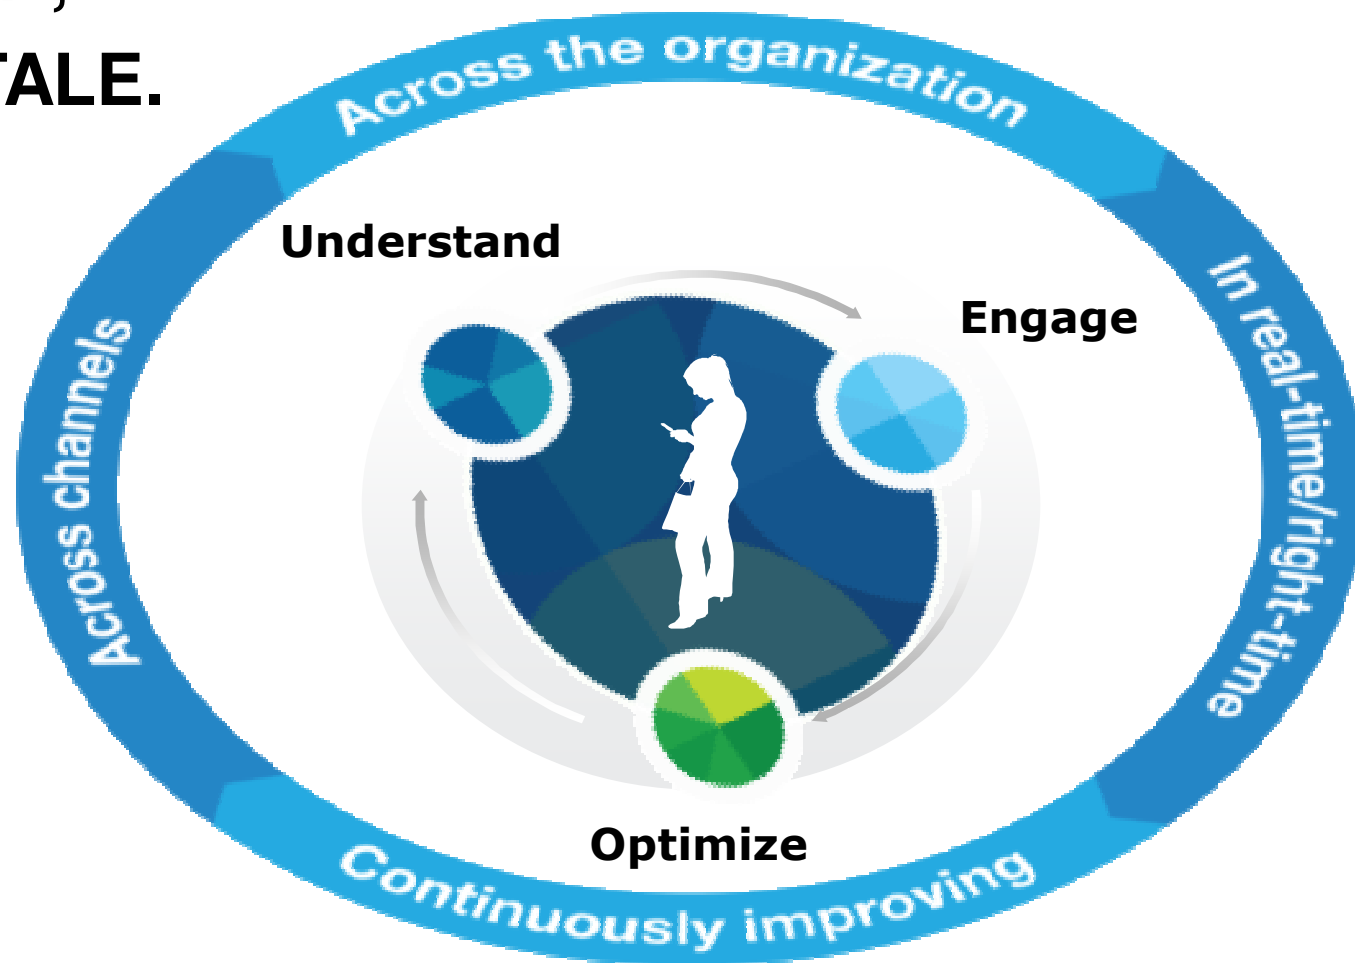 TALE.
Across the organization
Understand
Engage
In real-time/right-time
Across channels
Optimize
Continuously improving